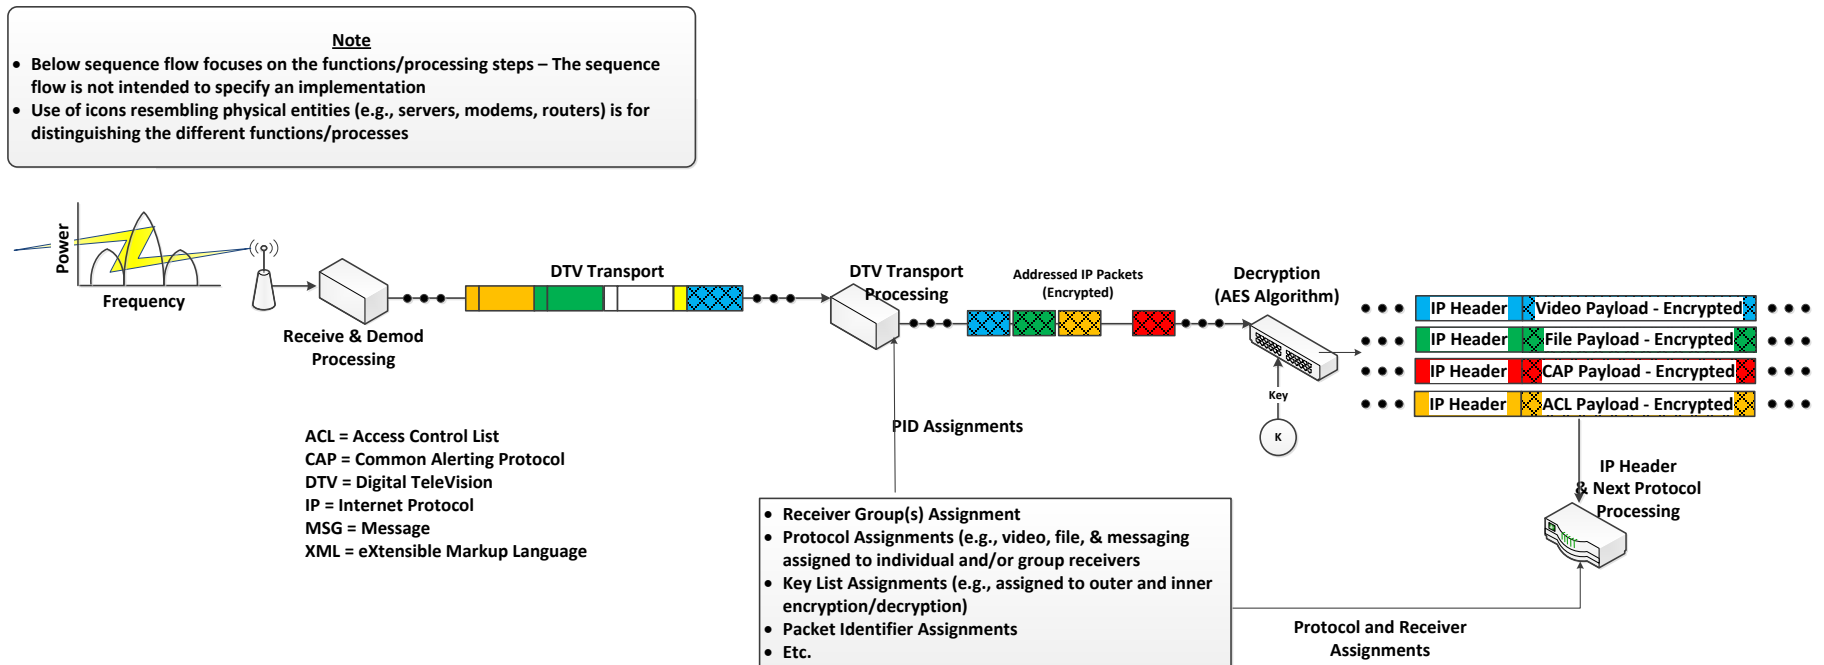 Note
• Below sequence flow focuses on the functions/processing steps – The sequence
flow is not intended to specify an implementation
• Use of icons resembling physical entities (e.g., servers, modems, routers) is for
distinguishing the different functions/processes
Power
Frequency
Receive & Demod
Processing
DTV Transport
DTV Transport
Processing
Addressed IP Packets
(Encrypted)
Decryption
(AES Algorithm)
Key
K
IP Header Video Payload - Encrypted
IP Header File Payload - Encrypted
IP Header CAP Payload - Encrypted
IP Header ACL Payload - Encrypted
PID Assignments
IP Header
& Next Protocol
Processing
ACL = Access Control List
CAP = Common Alerting Protocol
DTV = Digital TeleVision
IP = Internet Protocol
MSG = Message
XML = eXtensible Markup Language
• Receiver Group(s) Assignment
• Protocol Assignments (e.g., video, file, & messaging
assigned to individual and/or group receivers
• Key List Assignments (e.g., assigned to outer and inner
encryption/decryption)
• Packet Identifier Assignments
• Etc.
Protocol and Receiver
Assignments